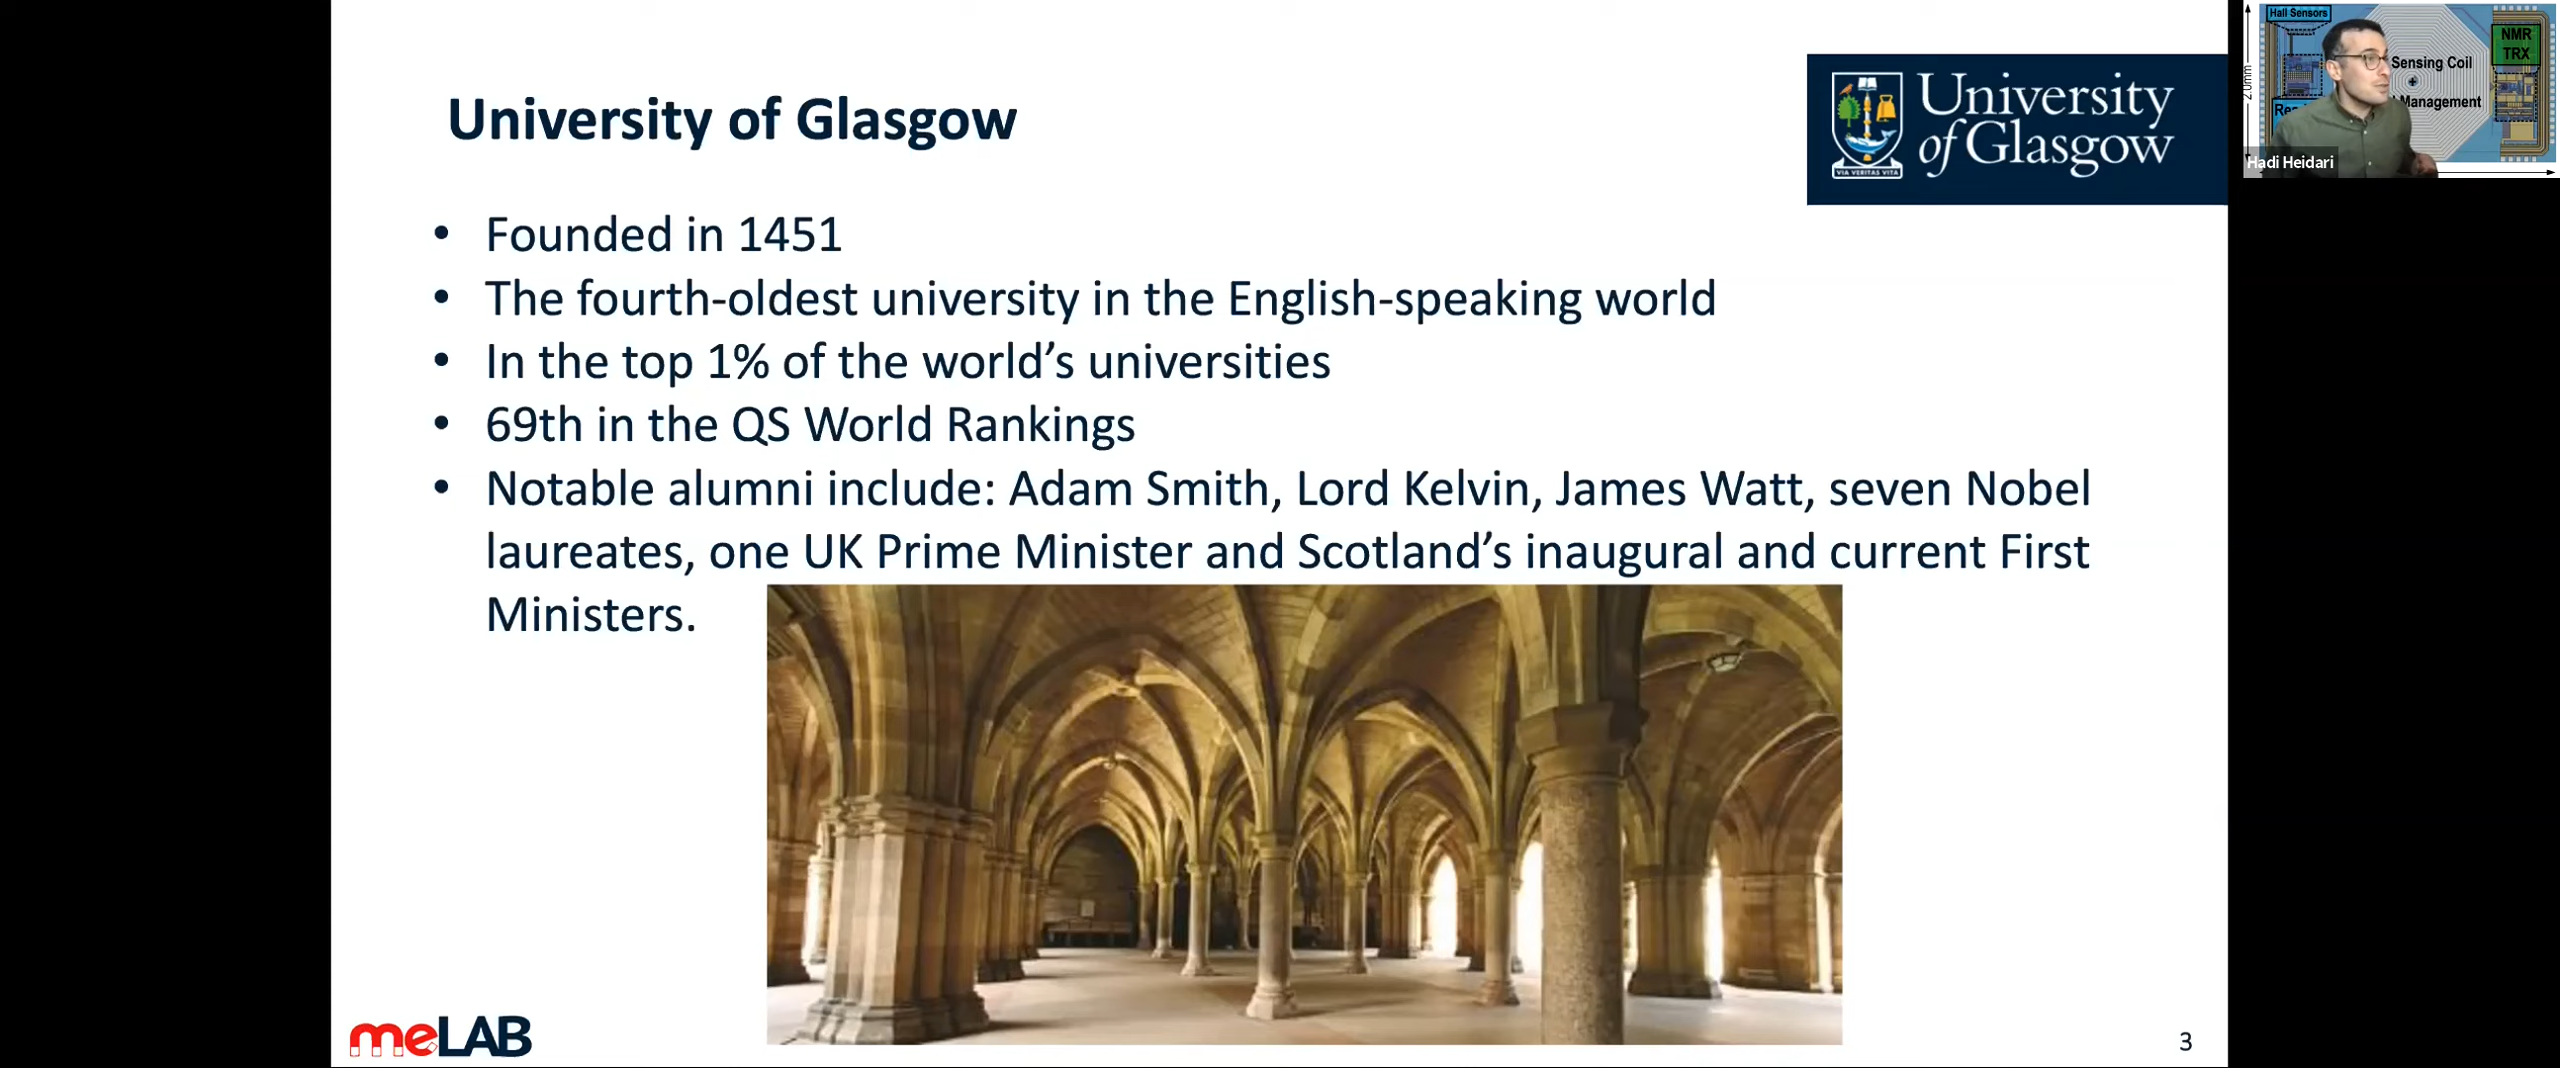 University of Glasgow
University
of Glasgow
VIA VERITAS VITA
• Founded in 1451
• The fourth-oldest university in the English-speaking world
• In the top 1% of the world’s universities
• 69th in the QS World Rankings
• Notable alumni include: Adam Smith, Lord Kelvin, James Watt, seven Nobel
laureates, one UK Prime Minister and Scotland’s inaugural and current First
Ministers.
meLAB
3
Hall Sensors
NMR
TRX
Sensing Coil
Management
2.0mm
Hadi Heidari